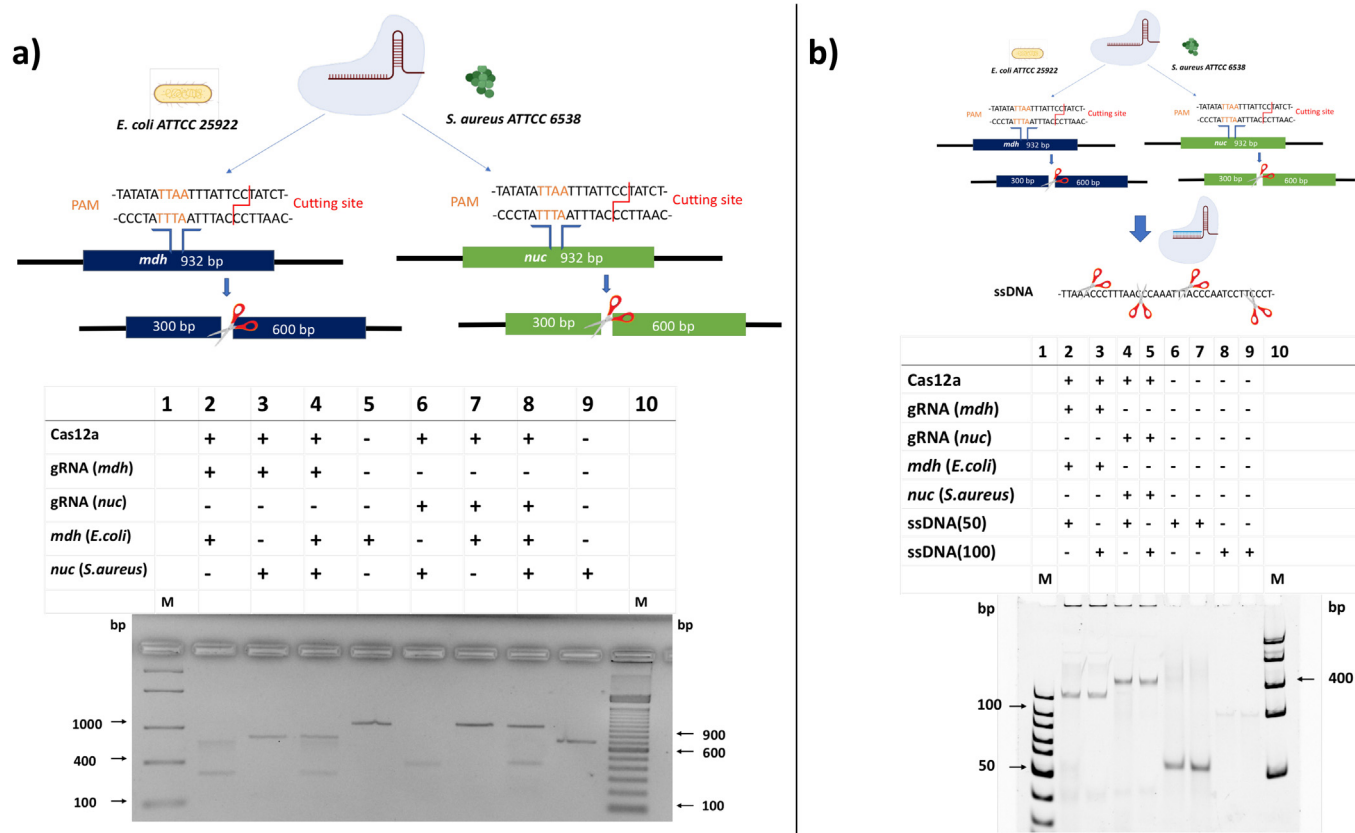 a)
E. coli ATTCC 25922
S. aureus ATTCC 6538
-TATATATTAATTTATTCCTATCT-
PAM
Cutting site
-CCCTATTTAATTTACCCTTAAC-
mdh 932 bp
300 bp
600 bp
-TATATATTAATTTATTCCTATCT-
PAM
Cutting site
-CCCTATTTAATTTACCCTTAAC-
nuc 932 bp
300 bp
600 bp
1 2 3 4 5 6 7 8 9 10
Cas12a + + + - + + + -
gRNA (mdh) + + + - - - - -
gRNA (nuc) - - - - + + + -
mdh (E.coli) + - + + - + + -
nuc (S.aureus) - + + - + - + +
M M
bp bp
1000
400
100
900
600
100
b)
E. coli ATTCC 25922
S. aureus ATTCC 6538
-TATATATTAATTTATTCCTATCT-
PAM
Cutting site
-CCCTATTTAATTTACCCTTAAC-
mdh 932 bp
300 bp 600 bp
-TATATATTAATTTATTCCTATCT-
PAM
Cutting site
-CCCTATTTAATTTACCCTTAAC-
nuc 932 bp
300 bp 600 bp
ssDNA
-TTAAACCCTTTAACCCAAATTTACCCAATCCTTCCCT-
1 2 3 4 5 6 7 8 9 10
Cas12a + + + + - - - -
gRNA (mdh) + + - - - - - -
gRNA (nuc) - - + + - - - -
mdh (E.coli) + + - - - - - -
nuc (S.aureus) - - + + - - - -
ssDNA(50) + - + - + + - -
ssDNA(100) - + - + - - + +
M M
bp bp
100
50
400